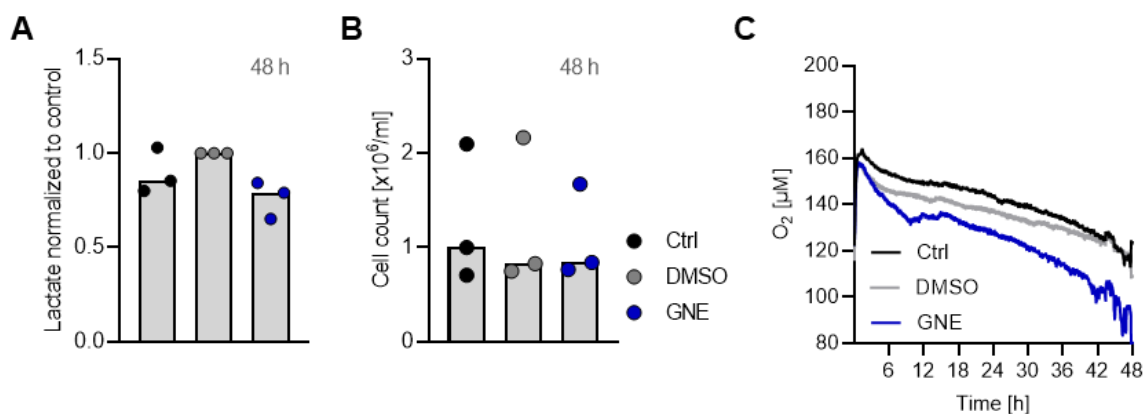 A
Lactate normalized to control
1.5
1.0
0.5
0.0
48 h
B
Cell count [x10⁶/ml]
3
2
1
0
48 h
Ctrl
DMSO
GNE
C
O₂ [µM]
200
180
160
140
120
100
80
Ctrl
DMSO
GNE
6 12 18 24 30 36 42 48
Time [h]